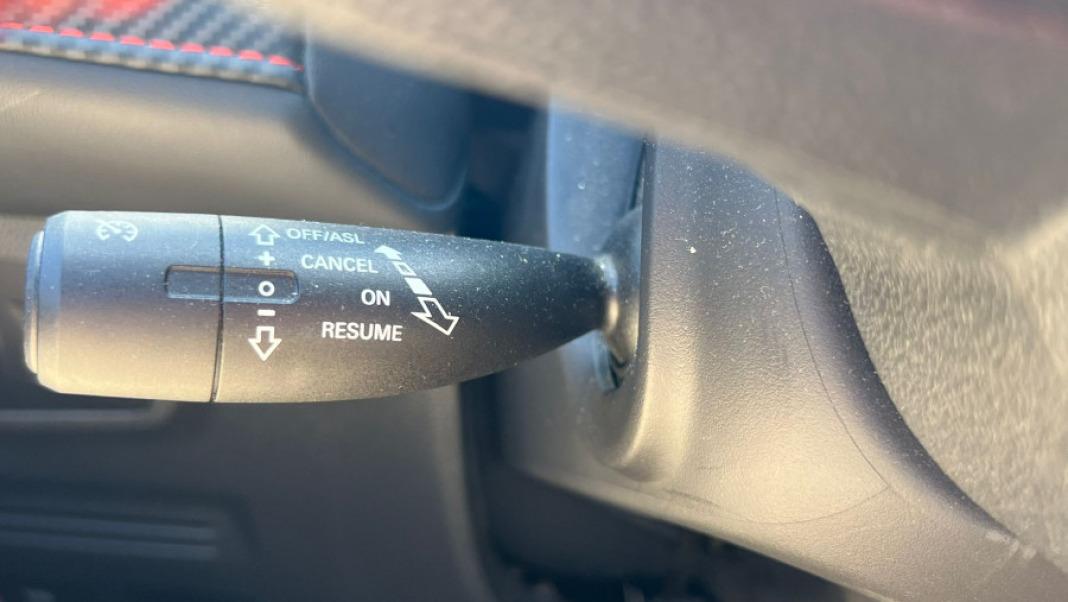 OFF/ASL
+
CANCEL
O
ON
-
RESUME